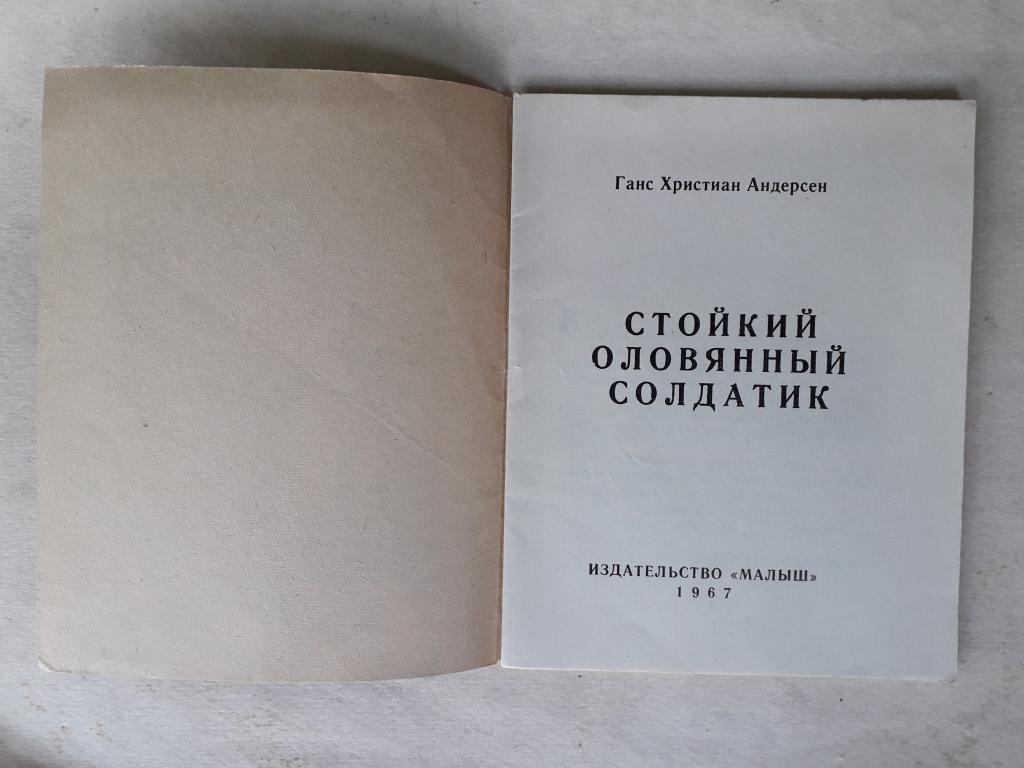 Ганс Христиан Андерсен
СТОЙКИЙ
ОЛОВЯННЫЙ
СОЛДАТИК
ИЗДАТЕЛЬСТВО «МАЛЫШ»
1967